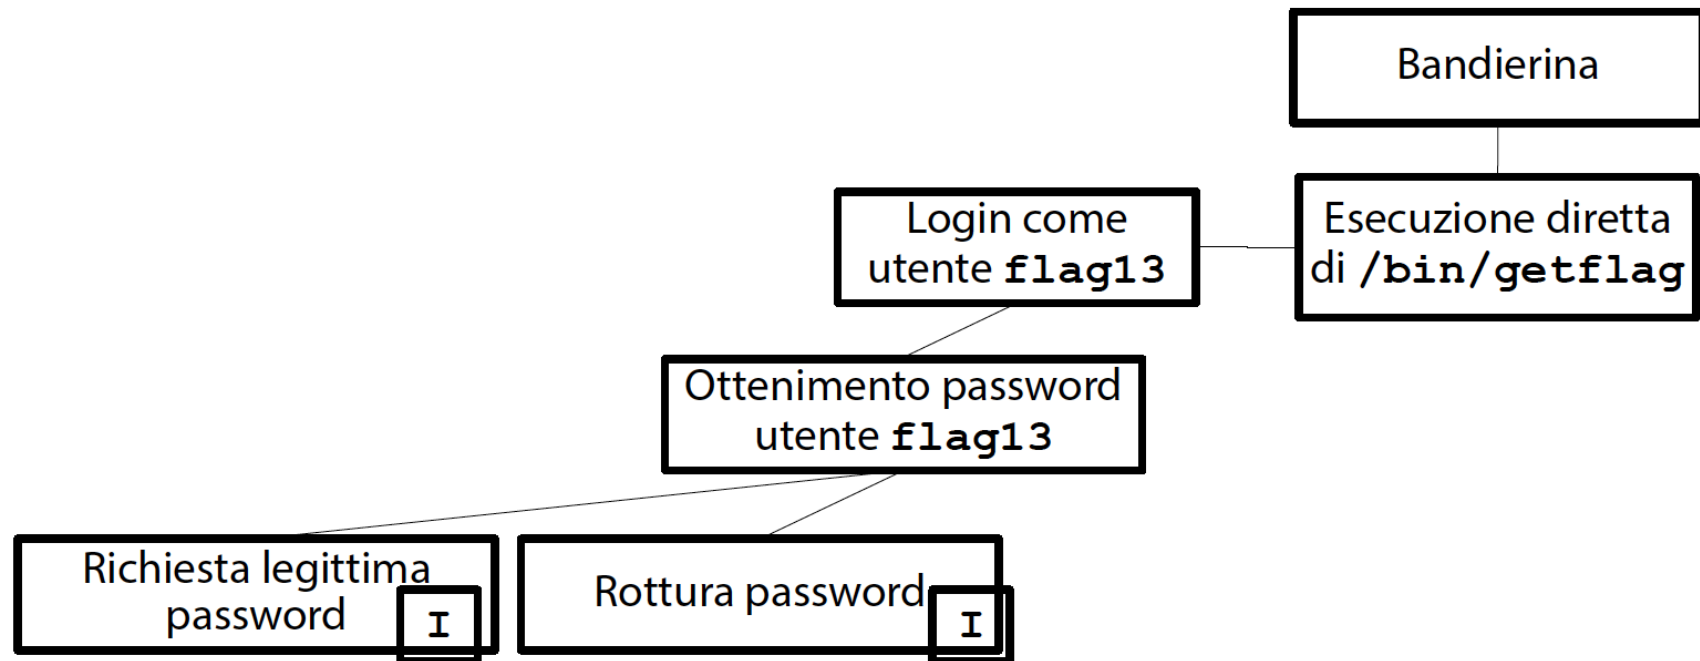 Bandierina
Login come
utente flag13
Esecuzione diretta
di /bin/getflag
Ottenimento password
utente flag13
Richiesta legittima
password
I
Rottura password
I